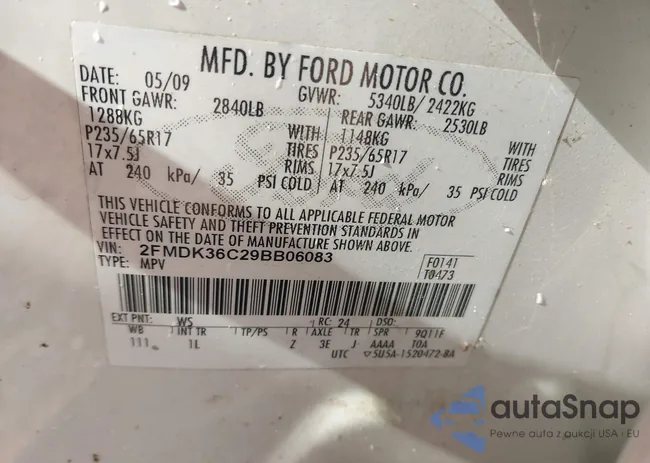 MFD. BY FORD MOTOR CO.
DATE: 05/09 GVWR: 5340LB/2422KG
FRONT GAWR: 2840LB REAR GAWR: 2530LB
1288KG WITH 1148KG WITH
P235/65R17 TIRES P235/65R17 TIRES
17x7.5J RIMS 17x7.5J RIMS
AT 240 kPa/ 35 PSI COLD AT 240 kPa/ 35 PSI COLD
THIS VEHICLE CONFORMS TO ALL APPLICABLE FEDERAL MOTOR
VEHICLE SAFETY AND THEFT PREVENTION STANDARDS IN
EFFECT ON THE DATE OF MANUFACTURE SHOWN ABOVE.
VIN: 2FMDK36C29BB06083 F0141
TYPE: MPV T0473
EXT PNT: WS RC: 24 DSO:
WB INT TR TP/PS R AXLE TR SPR 9Q11F
111 1L Z 3E J AAAA 10A
UTC 5U5A-1520472-BA
Ford
autoSnap
Pewne auta z aukcji USA i EU